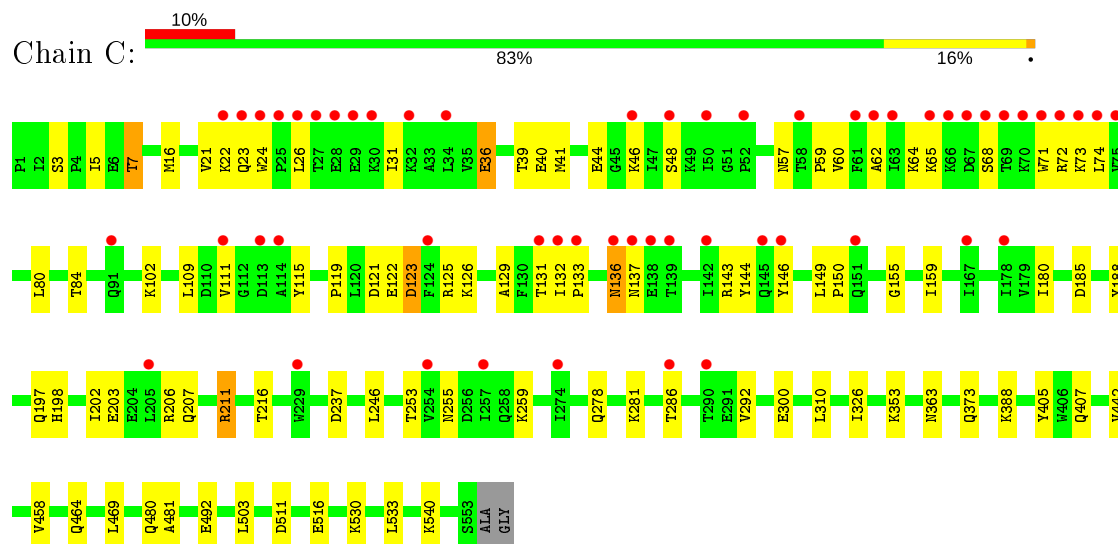 10%
Chain C:
83% 16% •
P1 I2 S3 P4 I5 E6 T7 M16 V21 K22 Q23 W24 P25 L26 T27 E28 E29 K30 I31 K32 A33 L34 V35 E36 T39 E40 M41 E44 G45 K46 I47 S48 K49 I50 G51 P52 N57 T58 P59 V60 F61 A62 I63 K64 K65 K66 D67 S68 T69 K70 W71 R72 K73 L74 V75
L80 T84 Q91 K102 L109 D110 V111 G112 D113 A114 Y115 P119 L120 D121 E122 D123 F124 R125 K126 A129 F130 T131 I132 P133 N136 N137 E138 T139 I142 R143 Y144 Q145 Y146 L149 P150 Q151 G155 I159 I167 I178 V179 I180 D185 Y188
Q197 H198 I202 E203 E204 L205 R206 Q207 R211 T216 W229 D237 L246 T253 V254 N255 D256 I257 Q258 K259 I274 Q278 K281 T286 T290 E291 V292 E300 L310 I326 K353 N363 Q373 K388 Y405 W406 Q407
V458 Q464 L469 Q480 A481 E492 L503 D511 E516 K530 L533 K540 S553 ALA GLY